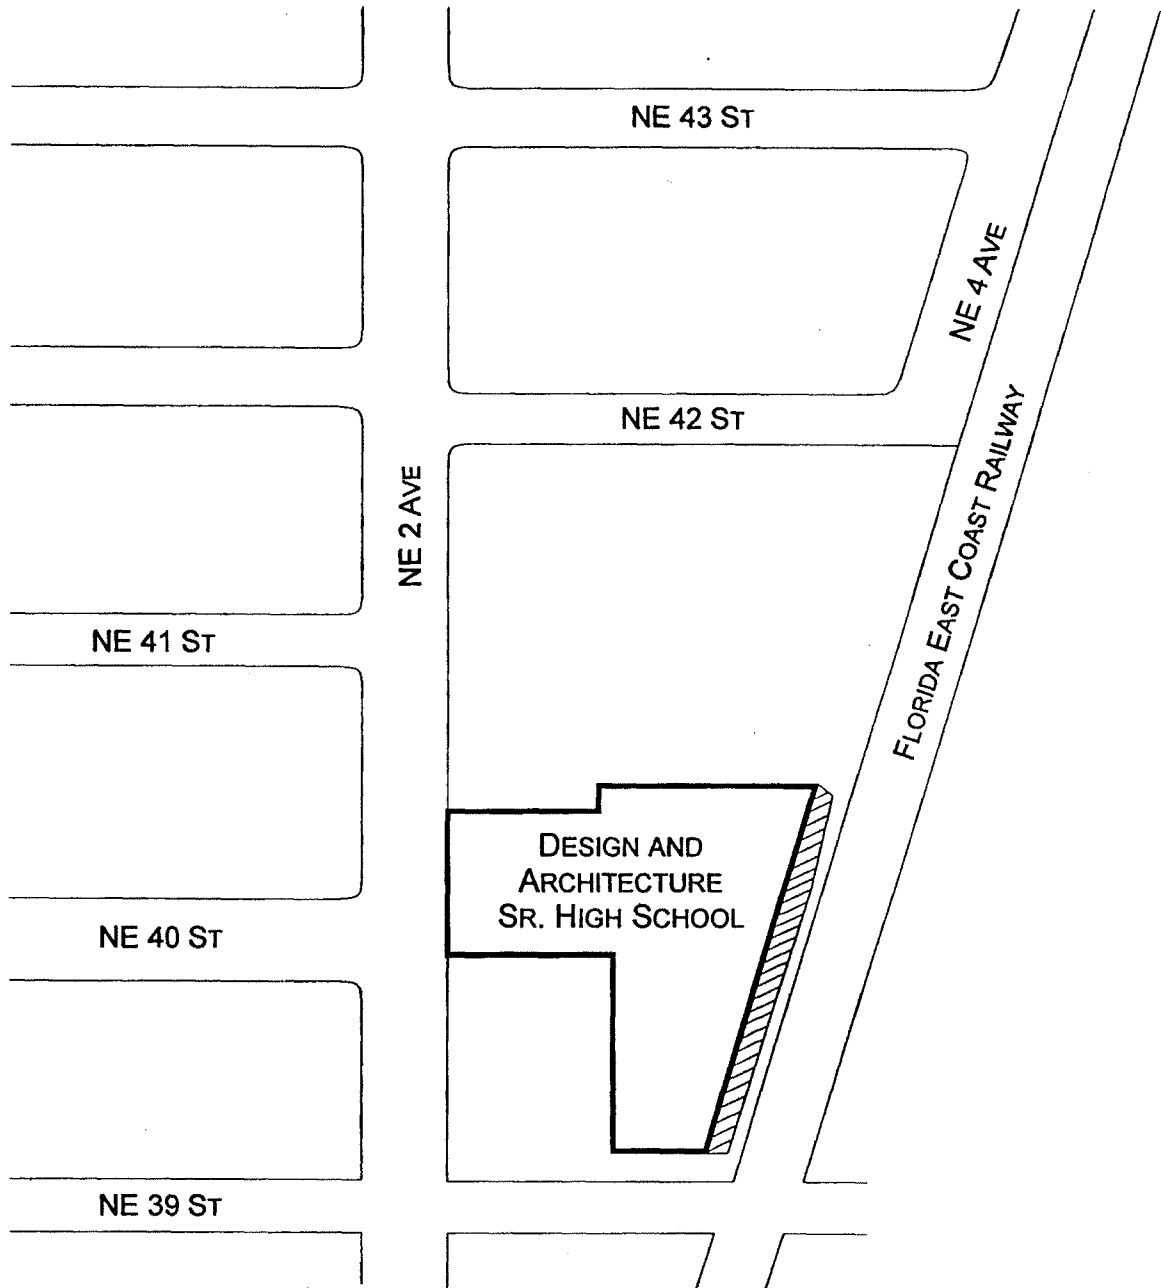 NE 43 ST
NE 4 AVE
NE 42 ST
FLORIDA EAST COAST RAILWAY
NE 2 AVE
NE 41 ST
DESIGN AND
ARCHITECTURE
SR. HIGH SCHOOL
NE 40 ST
NE 39 ST